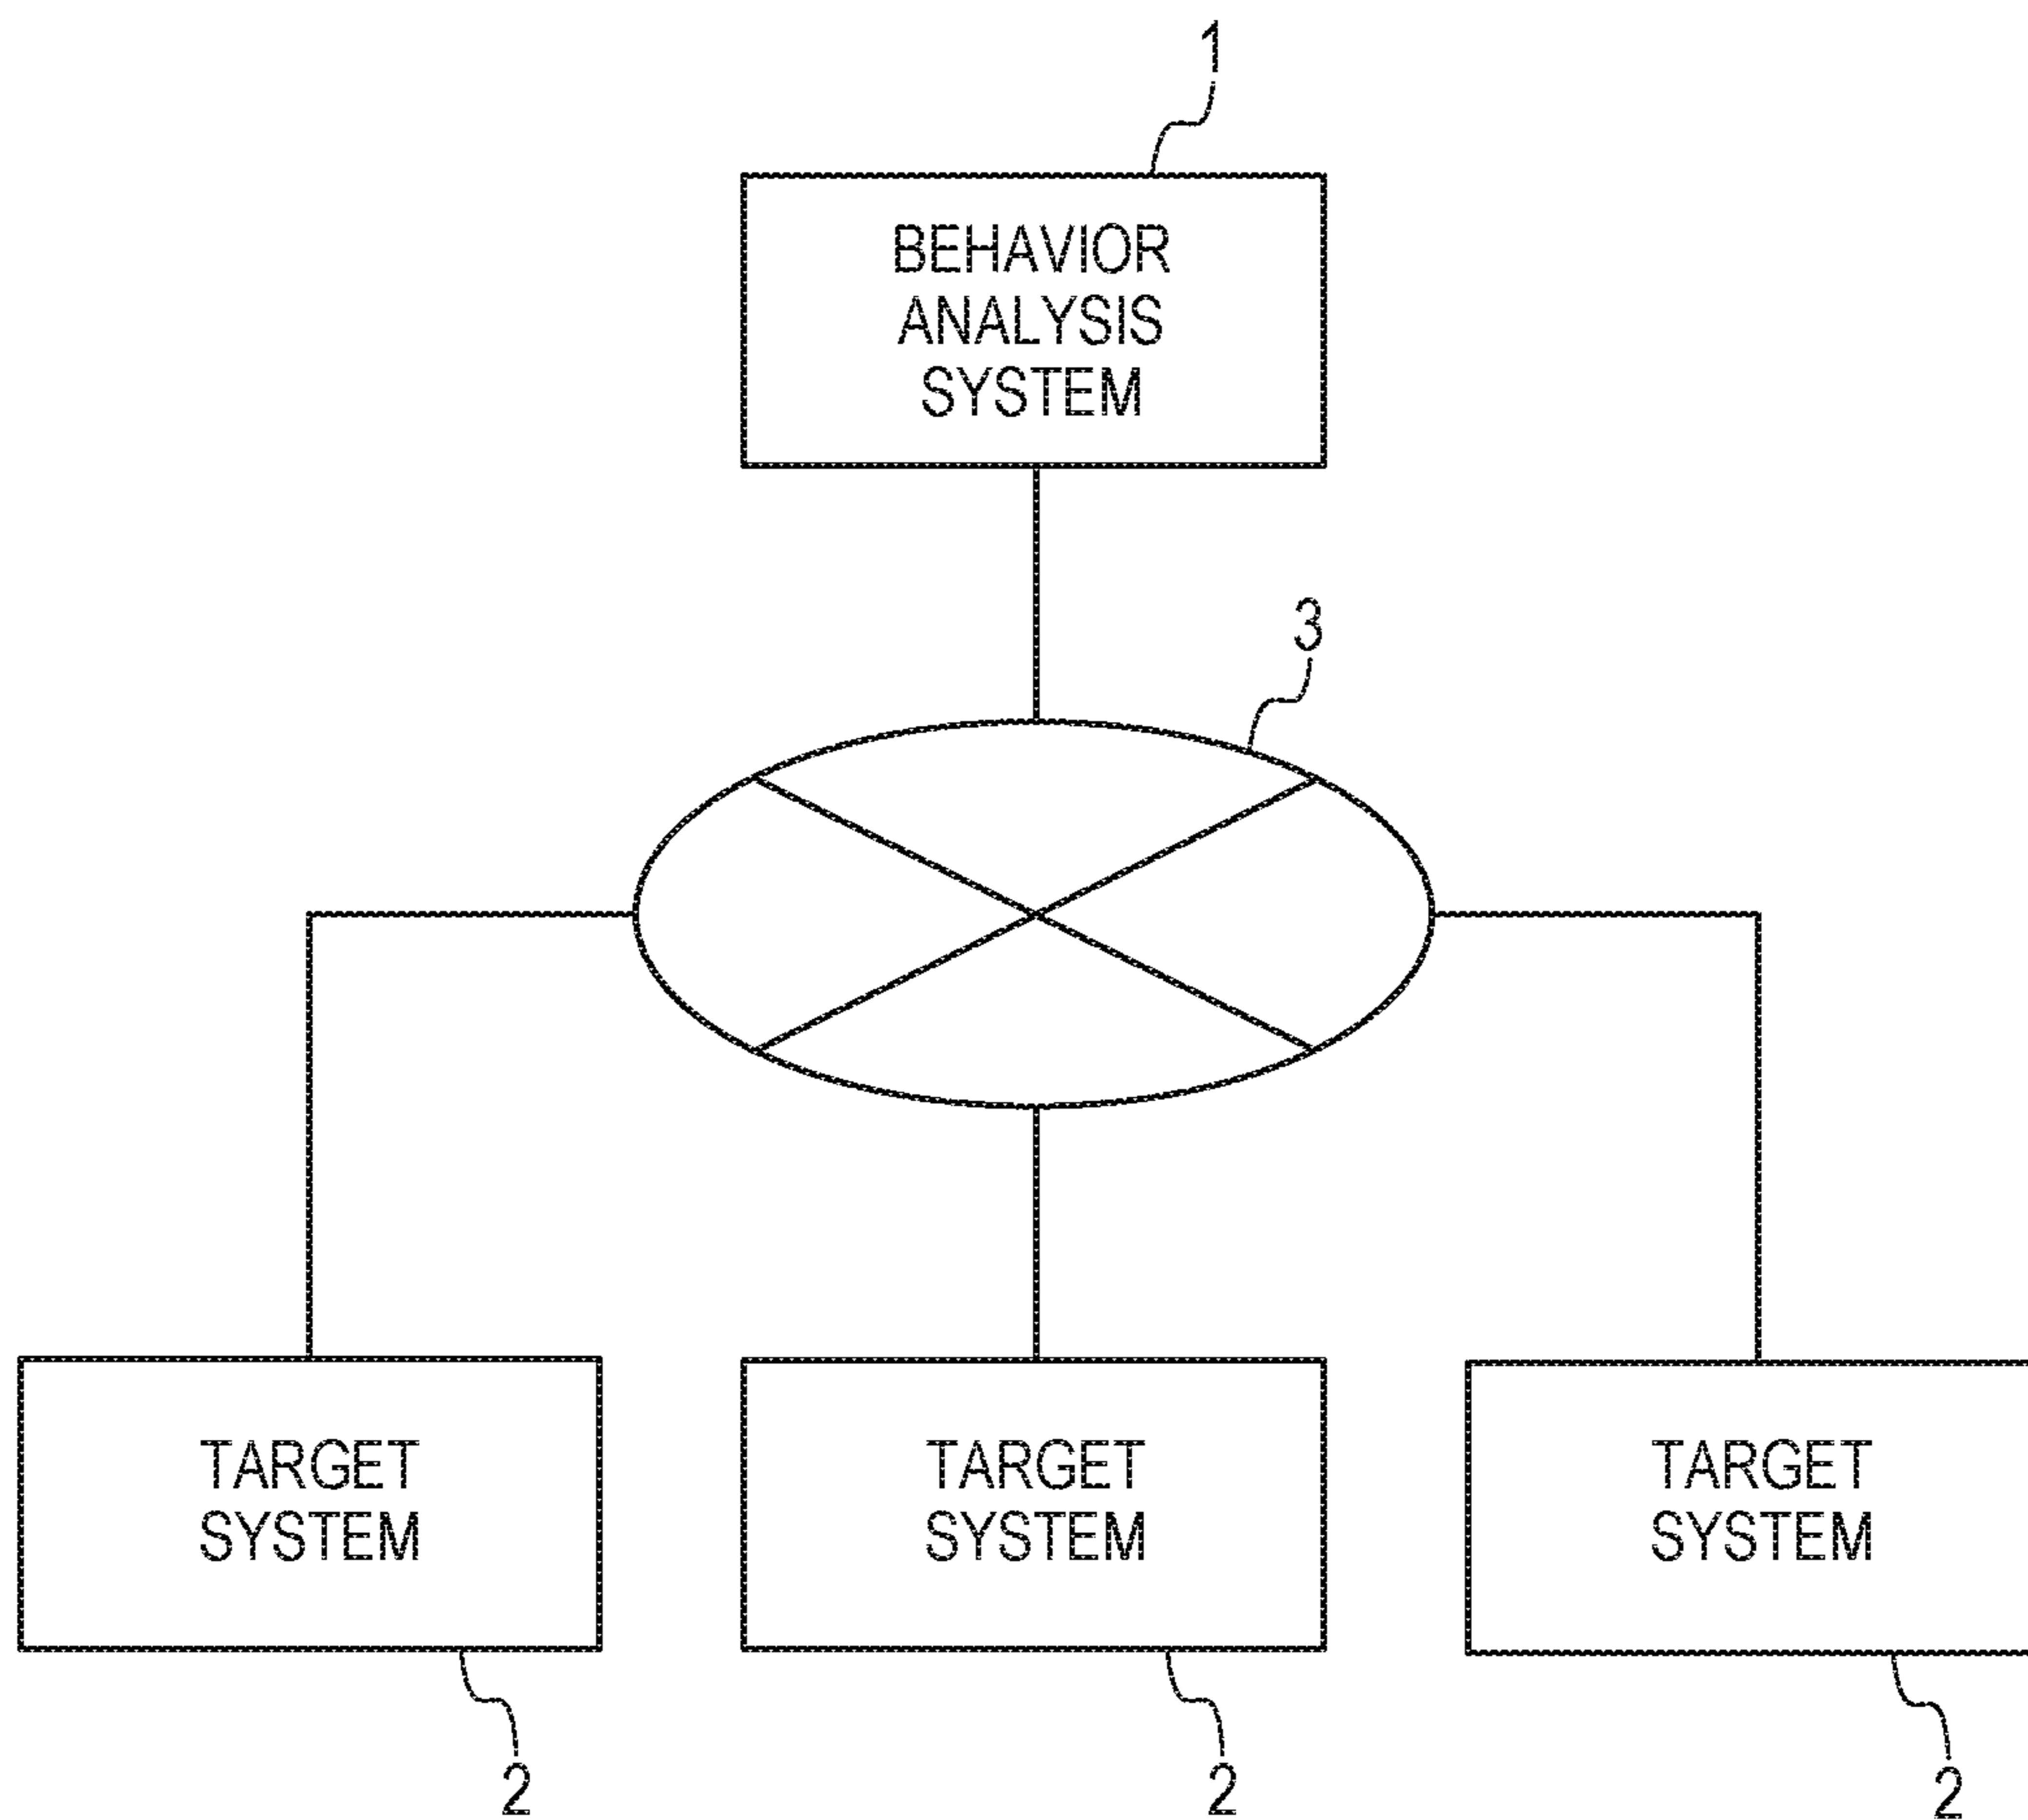 1
BEHAVIOR
ANALYSIS
SYSTEM
3
TARGET
SYSTEM
TARGET
SYSTEM
TARGET
SYSTEM
2
2
2